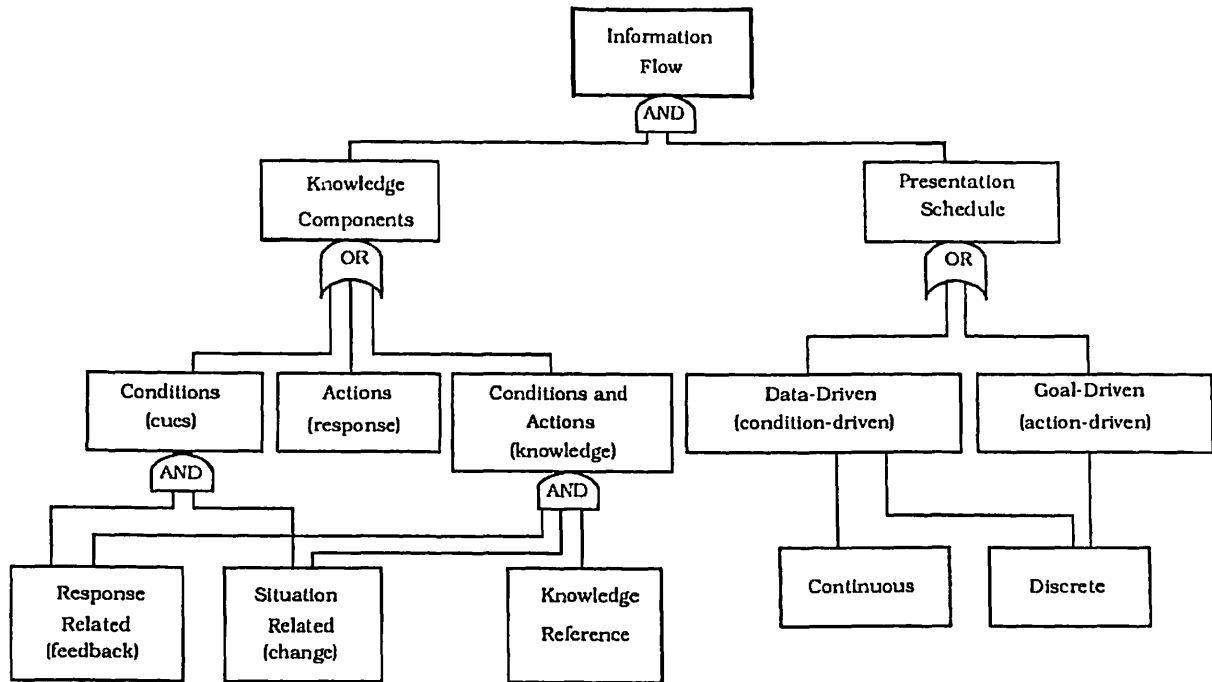 Information
Flow
AND
Knowledge
Components
Presentation
Schedule
OR
OR
Conditions
(cues)
Actions
(response)
Conditions and
Actions
(knowledge)
Data-Driven
(condition-driven)
Goal-Driven
(action-driven)
AND
AND
Response
Related
(feedback)
Situation
Related
(change)
Knowledge
Reference
Continuous
Discrete